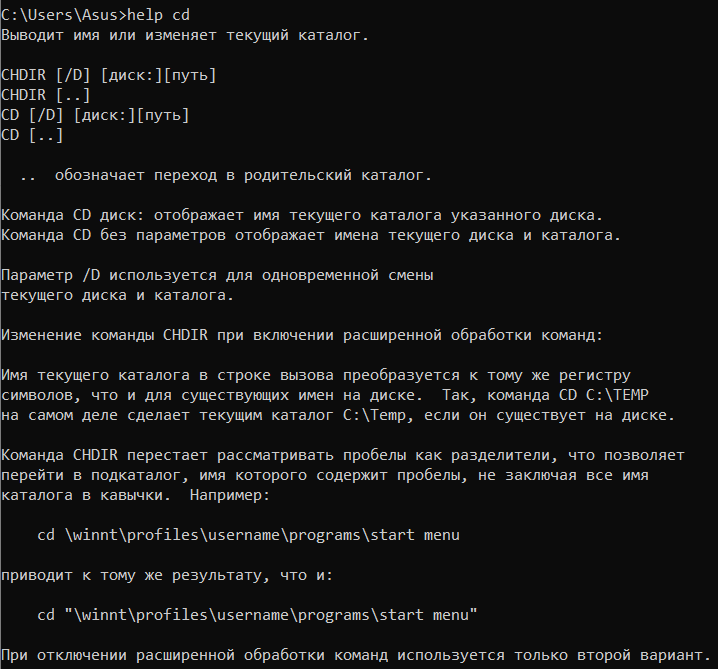 C:\Users\Asus>help cd
Выводит имя или изменяет текущий каталог.

CHDIR [/D] [диск:][путь]
CHDIR [..]
CD [/D] [диск:][путь]
CD [..]

  ..  обозначает переход в родительский каталог.

Команда CD диск: отображает имя текущего каталога указанного диска.
Команда CD без параметров отображает имена текущего диска и каталога.

Параметр /D используется для одновременной смены
текущего диска и каталога.

Изменение команды CHDIR при включении расширенной обработки команд:

Имя текущего каталога в строке вызова преобразуется к тому же регистру
символов, что и для существующих имен на диске.  Так, команда CD C:\TEMP
на самом деле сделает текущим каталог C:\Temp, если он существует на диске.

Команда CHDIR перестает рассматривать пробелы как разделители, что позволяет
перейти в подкаталог, имя которого содержит пробелы, не заключая все имя
каталога в кавычки.  Например:

    cd \winnt\profiles\username\programs\start menu

приводит к тому же результату, что и:

    cd "\winnt\profiles\username\programs\start menu"

При отключении расширенной обработки команд используется только второй вариант.